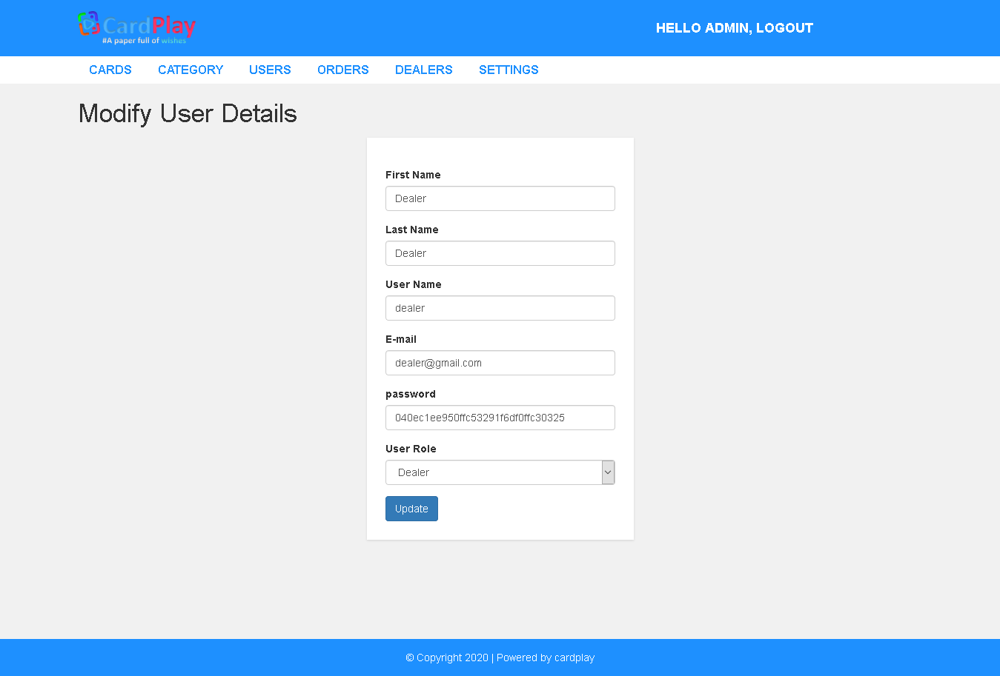 CardPlay
#A paper full of wishes
HELLO ADMIN, LOGOUT
CARDS CATEGORY USERS ORDERS DEALERS SETTINGS
Modify User Details
First Name
Dealer
Last Name
Dealer
User Name
dealer
E-mail
dealer@gmail.com
password
040ec1ee950ffc53291f6df0ffc30325
User Role
Dealer
Update
© Copyright 2020 | Powered by cardplay